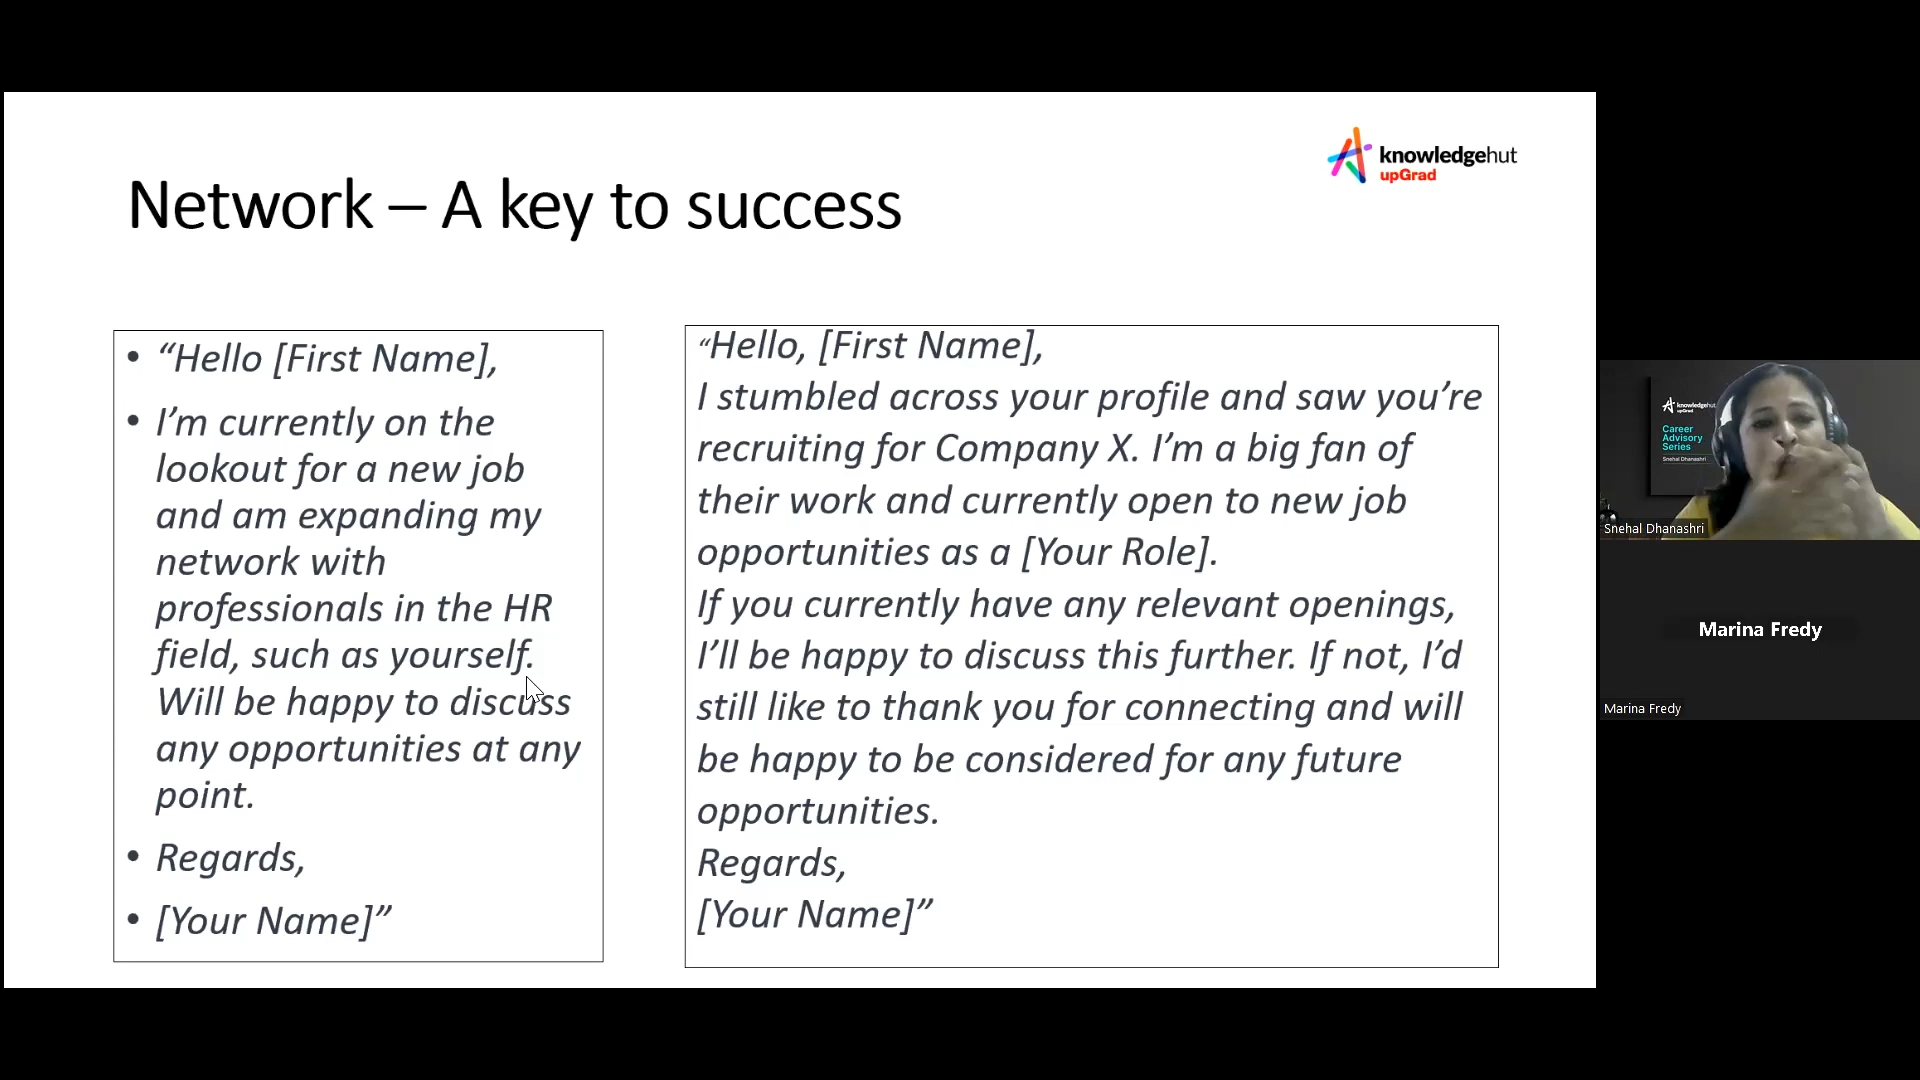 knowledgehut
upGrad
Network – A key to success
• “Hello [First Name],
• I’m currently on the
lookout for a new job
and am expanding my
network with
professionals in the HR
field, such as yourself.
Will be happy to discuss
any opportunities at any
point.
• Regards,
• [Your Name]”
“Hello, [First Name],
I stumbled across your profile and saw you’re
recruiting for Company X. I’m a big fan of
their work and currently open to new job
opportunities as a [Your Role].
If you currently have any relevant openings,
I’ll be happy to discuss this further. If not, I’d
still like to thank you for connecting and will
be happy to be considered for any future
opportunities.
Regards,
[Your Name]”
knowledgehut
upGrad
Career
Advisory
Series
Snehal Dhanashri
Snehal Dhanashri
Marina Fredy
Marina Fredy